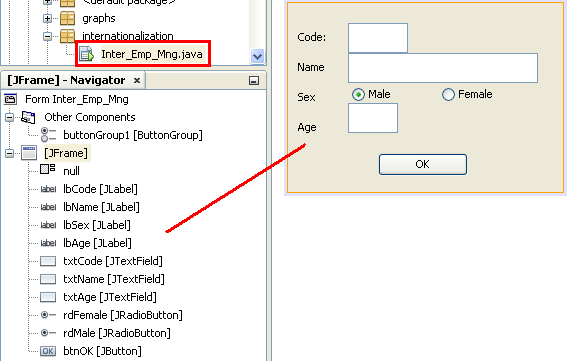 <default package>
graphs
internationalization
Inter_Emp_Mng.java
[JFrame] - Navigator
Form Inter_Emp_Mng
Other Components
buttonGroup1 [ButtonGroup]
[JFrame]
null
label lbCode [JLabel]
label lbName [JLabel]
label lbSex [JLabel]
label lbAge [JLabel]
txtCode [JTextField]
txtName [JTextField]
txtAge [JTextField]
rdFemale [JRadioButton]
rdMale [JRadioButton]
OK btnOK [JButton]
Code:
Name
Sex Male Female
Age
OK